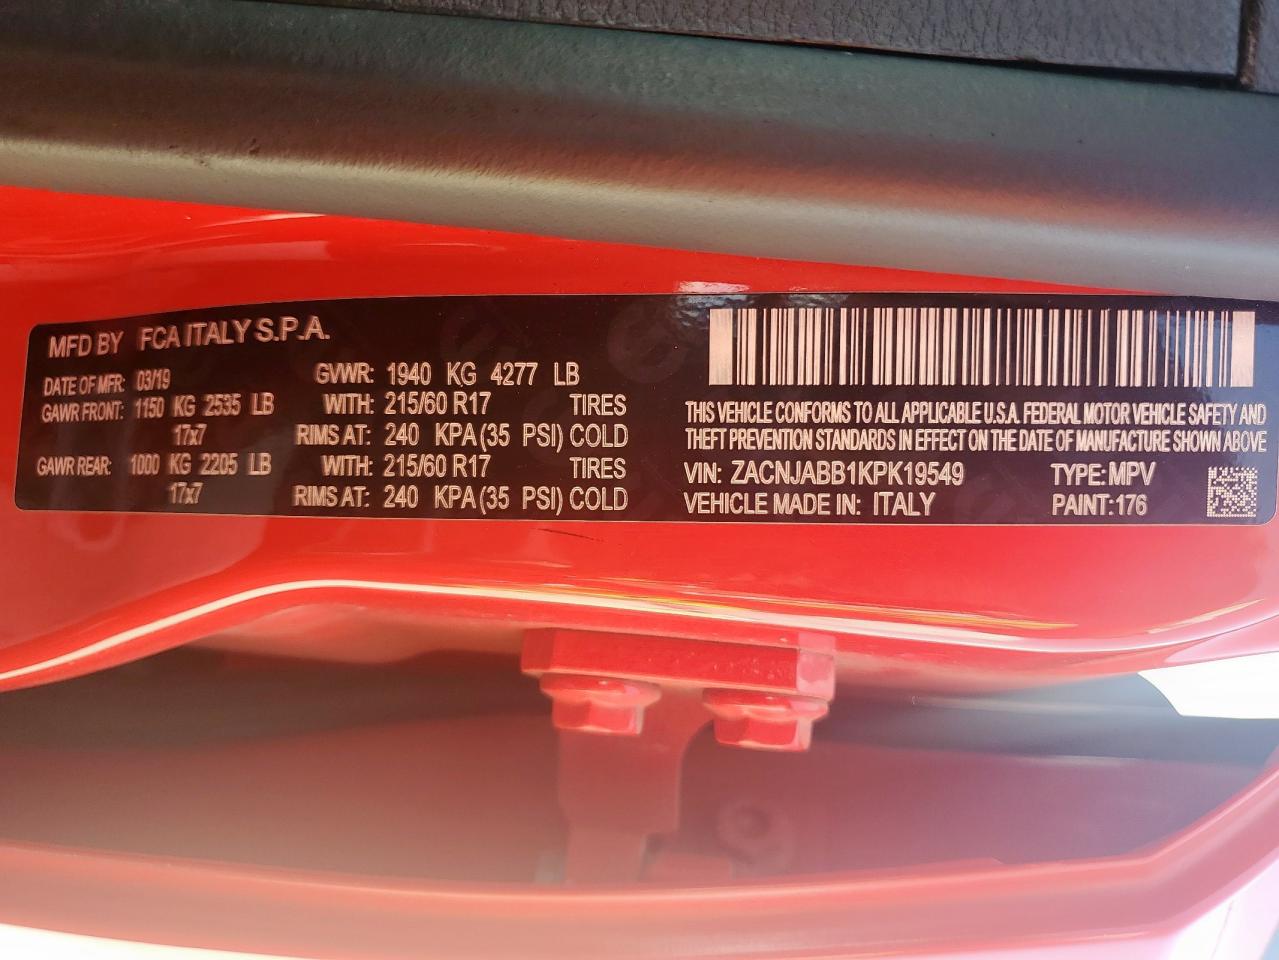 MFD BY FCA ITALY S.P.A.
DATE OF MFR: 03/19 GVWR: 1940 KG 4277 LB
GAWR FRONT: 1150 KG 2535 LB WITH: 215/60 R17 TIRES
17x7 RIMS AT: 240 KPA (35 PSI) COLD
GAWR REAR: 1000 KG 2205 LB WITH: 215/60 R17 TIRES
17x7 RIMS AT: 240 KPA (35 PSI) COLD
THIS VEHICLE CONFORMS TO ALL APPLICABLE U.S.A. FEDERAL MOTOR VEHICLE SAFETY AND
THEFT PREVENTION STANDARDS IN EFFECT ON THE DATE OF MANUFACTURE SHOWN ABOVE
VIN: ZACNJABB1KPK19549 TYPE: MPV
VEHICLE MADE IN: ITALY PAINT: 176